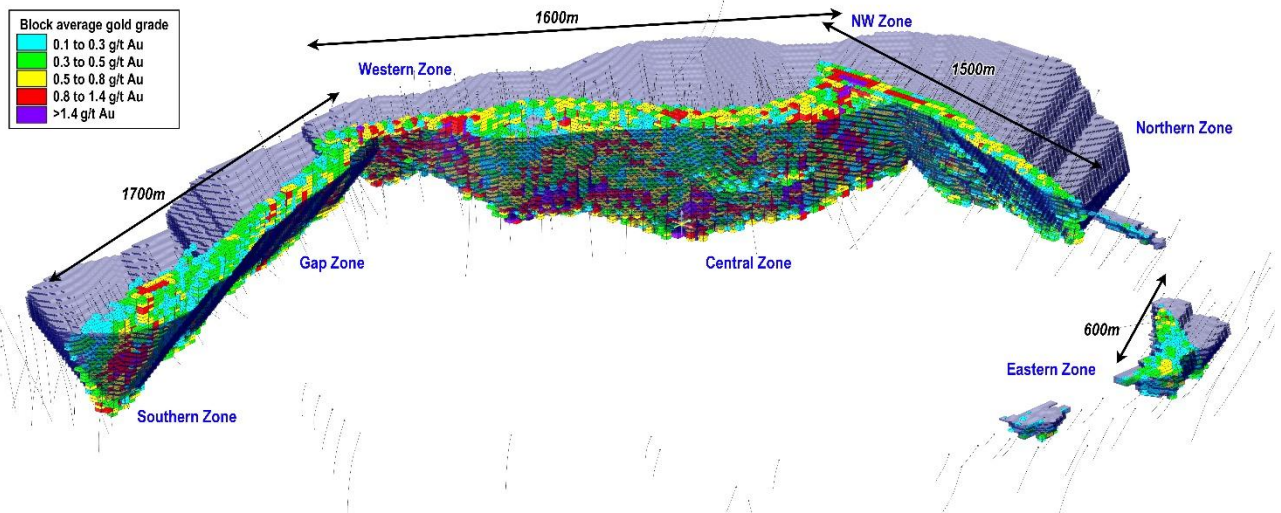 Block average gold grade
0.1 to 0.3 g/t Au
0.3 to 0.5 g/t Au
0.5 to 0.8 g/t Au
0.8 to 1.4 g/t Au
>1.4 g/t Au
1600m
NW Zone
Western Zone
1500m
Northern Zone
1700m
Gap Zone
Central Zone
600m
Eastern Zone
Southern Zone